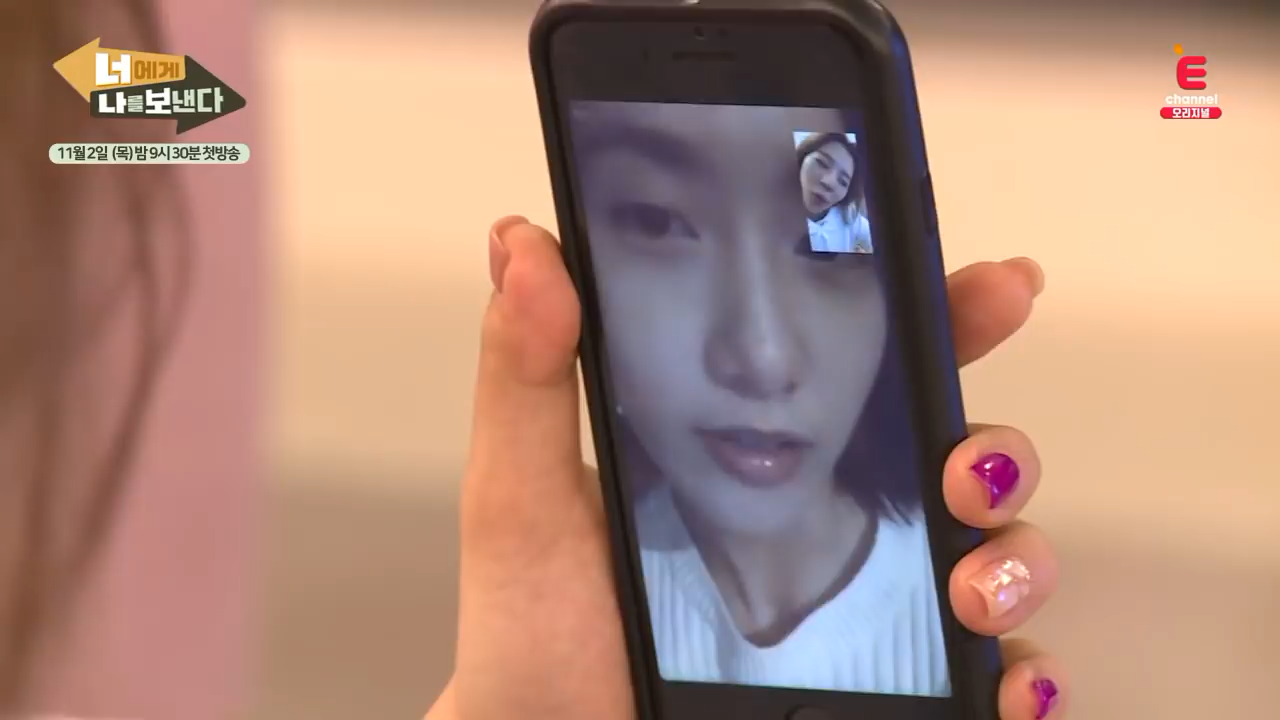 너에게
나를 보낸다
11월 2일 (목) 밤 9시 30분 첫방송
E
channel
오리지널